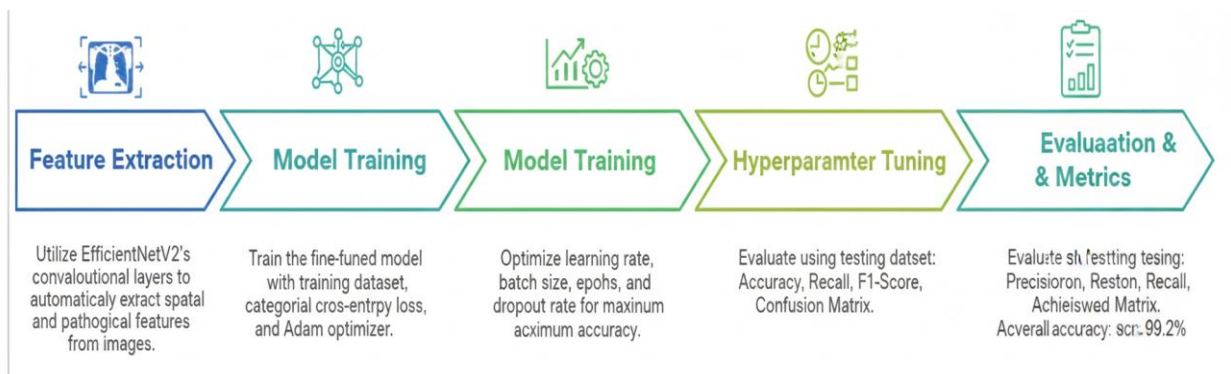 Feature Extraction
Model Training
Model Training
Hyperparamter Tuning
Evaluaation &
& Metrics
Utilize EfficientNetV2's
convaloutional layers to
automaticaly exract spatal
and pathogical features
from images.
Train the fine-funed model
with training dataset,
categorial cros-entrpy loss,
and Adam optimizer.
Optimize learning rate,
batch size, epohs, and
dropout rate for maxinum
acximum accuracy.
Evaluate using testing datset:
Accuracy, Recall, F1-Score,
Confusion Matrix.
Evaluate tesing:
Precisioron, Reston, Recall,
Achieiswed Matrix.
Acverall accuracy: 99.2%